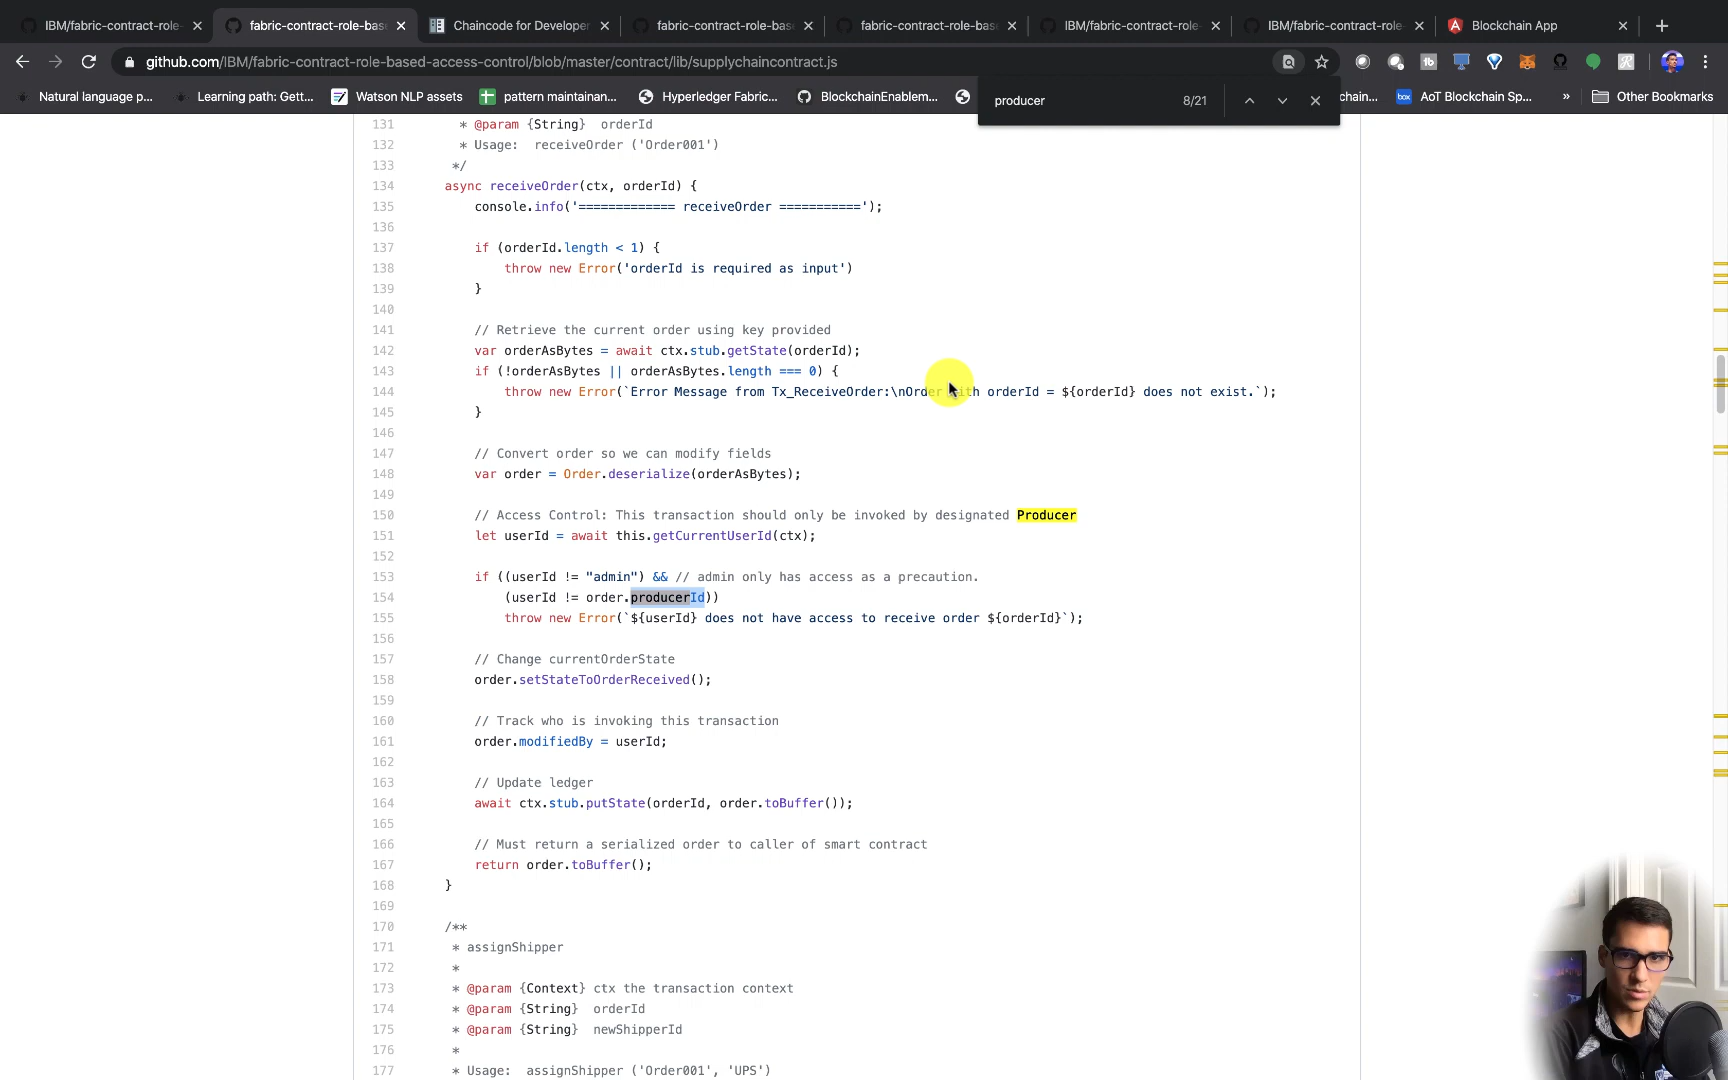 IBM/fabric-contract-role-
fabric-contract-role-bas
Chaincode for Developer
fabric-contract-role-bas
fabric-contract-role-bas
IBM/fabric-contract-role-
IBM/fabric-contract-role-
Blockchain App
github.com/IBM/fabric-contract-role-based-access-control/blob/master/contract/lib/supplychaincontract.js
Natural language p...
Learning path: Gett...
Watson NLP assets
pattern maintainan...
Hyperledger Fabric...
BlockchainEnablem...
producer
8/21
chain...
box
AoT Blockchain Sp...
»
Other Bookmarks
131 * @param {String} orderId
132 * Usage: receiveOrder ('Order001')
133 */
134 async receiveOrder(ctx, orderId) {
135 console.info('============= receiveOrder ===========');
136
137 if (orderId.length < 1) {
138 throw new Error('orderId is required as input')
139 }
140
141 // Retrieve the current order using key provided
142 var orderAsBytes = await ctx.stub.getState(orderId);
143 if (!orderAsBytes || orderAsBytes.length === 0) {
144 throw new Error(`Error Message from Tx_ReceiveOrder:\nOrder with orderId = ${orderId} does not exist.`);
145 }
146
147 // Convert order so we can modify fields
148 var order = Order.deserialize(orderAsBytes);
149
150 // Access Control: This transaction should only be invoked by designated Producer
151 let userId = await this.getCurrentUserId(ctx);
152
153 if ((userId != "admin") && // admin only has access as a precaution.
154 (userId != order.producerId))
155 throw new Error(`${userId} does not have access to receive order ${orderId}`);
156
157 // Change currentOrderState
158 order.setStateToOrderReceived();
159
160 // Track who is invoking this transaction
161 order.modifiedBy = userId;
162
163 // Update ledger
164 await ctx.stub.putState(orderId, order.toBuffer());
165
166 // Must return a serialized order to caller of smart contract
167 return order.toBuffer();
168 }
169
170 /**
171 * assignShipper
172 *
173 * @param {Context} ctx the transaction context
174 * @param {String} orderId
175 * @param {String} newShipperId
176 *
177 * Usage: assignShipper ('Order001', 'UPS')